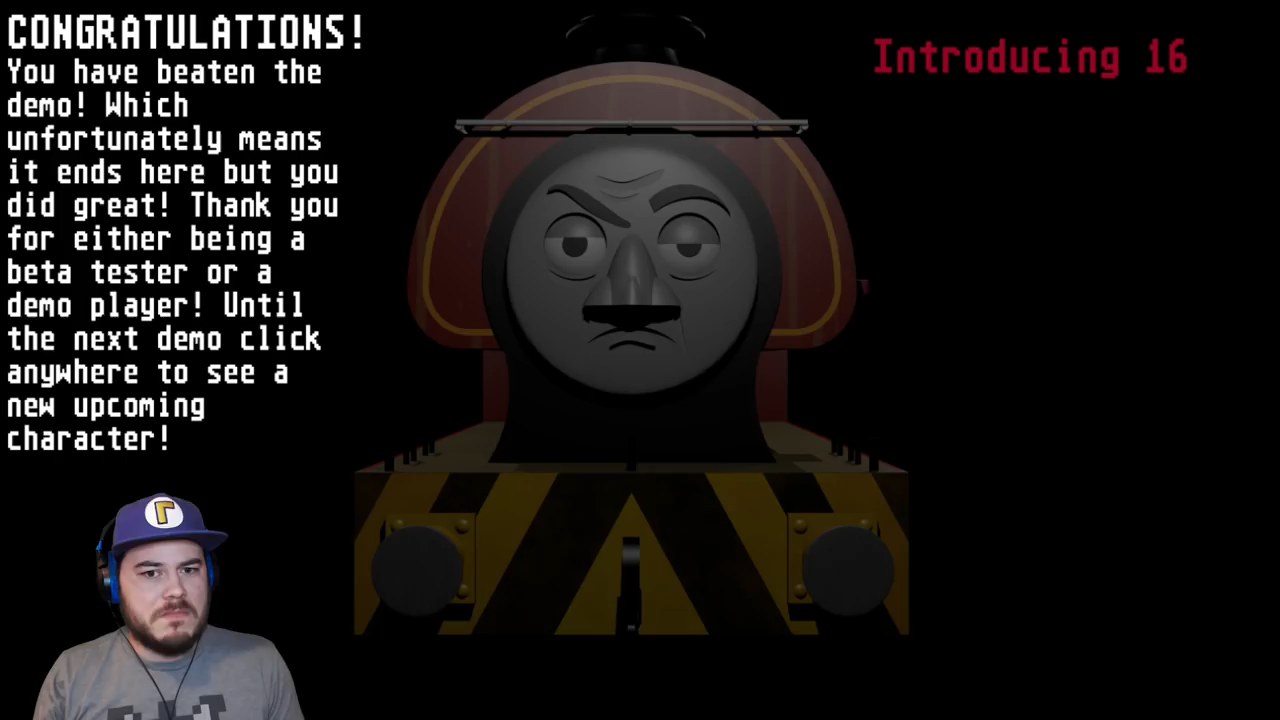 CONGRATULATIONS!
You have beaten the
demo! Which
unfortunately means
it ends here but you
did great! Thank you
for either being a
beta tester or a
demo player! Until
the next demo click
anywhere to see a
new upcoming
character!
Introducing 16